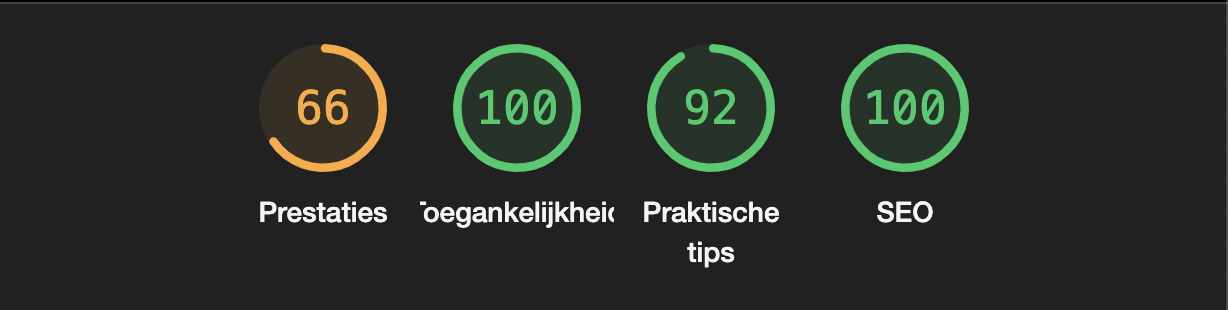 66
100
92
100
Prestaties
Toegankelijkheid
Praktische
tips
SEO